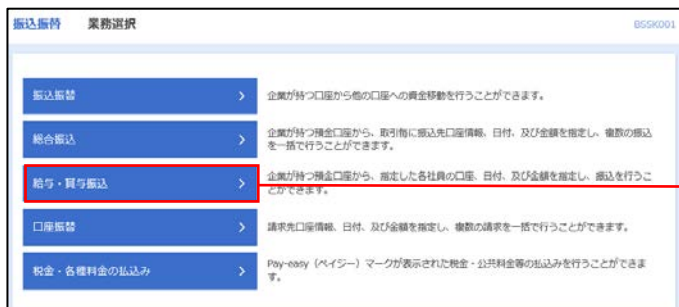 振込振替 業務選択 BSSK001
振込振替
企業が持つ口座から他の口座への資金移動を行うことができます。
総合振込
企業が持つ預金口座から、取引毎に振込先口座情報、日付、及び金額を指定し、複数の振込
を一括で行うことができます。
給与・賞与振込
企業が持つ預金口座から、指定した各社員の口座、日付、及び金額を指定し、振込を行うこ
とができます。
口座振替
請求先口座情報、日付、及び金額を指定し、複数の請求を一括で行うことができます。
税金・各種料金の払込み
Pay-easy（ペイジー）マークが表示された税金・公共料金等の払込みを行うことができま
す。